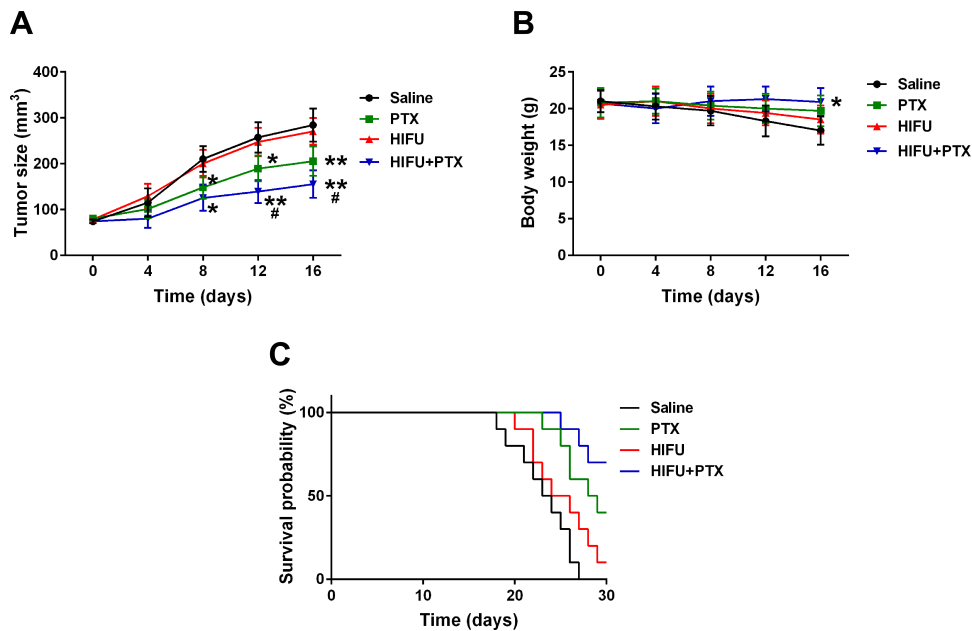 A
Tumor size (mm3)
400
300
200
100
0
0 4 8 12 16
Time (days)
*
*
*
**
#
**
**
#
Saline
PTX
HIFU
HIFU+PTX
B
Body weight (g)
25
20
15
10
5
0
0 4 8 12 16
Time (days)
*
Saline
PTX
HIFU
HIFU+PTX
C
Survival probability (%)
100
50
0
0 10 20 30
Time (days)
Saline
PTX
HIFU
HIFU+PTX